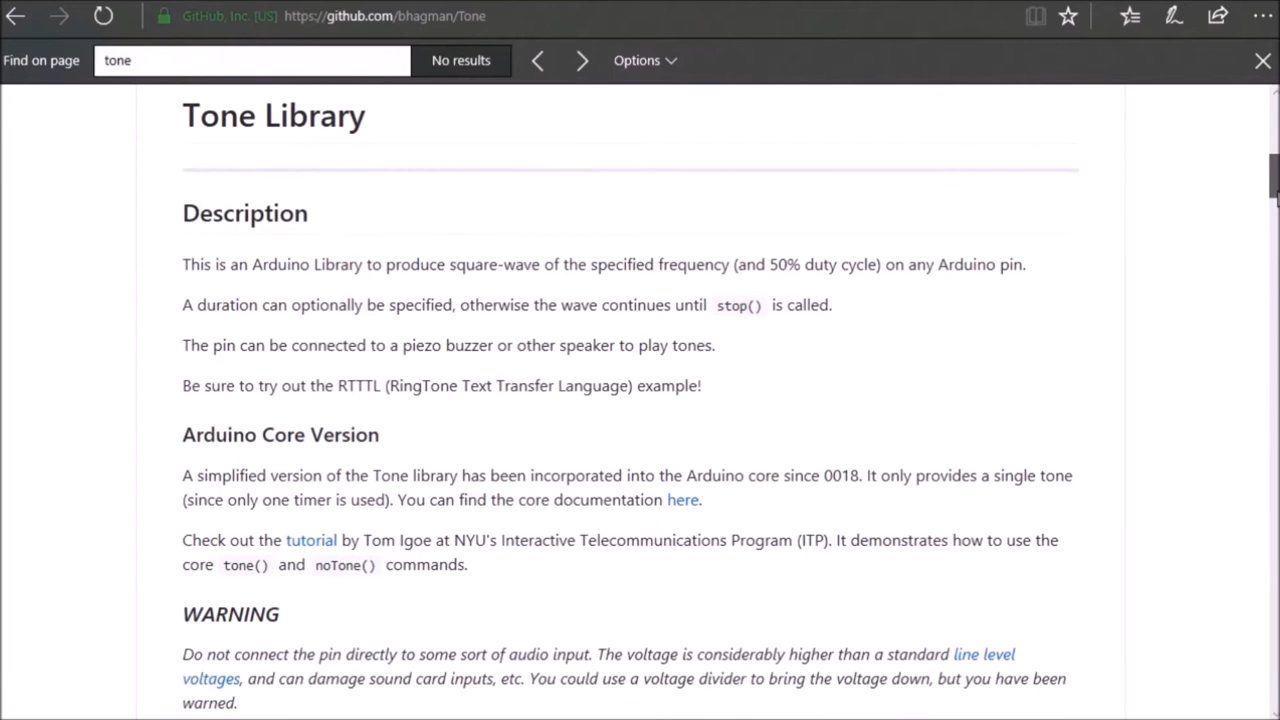 GitHub, Inc. [US] https://github.com/bhagman/Tone
Find on page tone No results Options
Tone Library
Description
This is an Arduino Library to produce square-wave of the specified frequency (and 50% duty cycle) on any Arduino pin.
A duration can optionally be specified, otherwise the wave continues until stop() is called.
The pin can be connected to a piezo buzzer or other speaker to play tones.
Be sure to try out the RTTTL (RingTone Text Transfer Language) example!
Arduino Core Version
A simplified version of the Tone library has been incorporated into the Arduino core since 0018. It only provides a single tone
(since only one timer is used). You can find the core documentation here.
Check out the tutorial by Tom Igoe at NYU's Interactive Telecommunications Program (ITP). It demonstrates how to use the
core tone() and noTone() commands.
WARNING
Do not connect the pin directly to some sort of audio input. The voltage is considerably higher than a standard line level
voltages, and can damage sound card inputs, etc. You could use a voltage divider to bring the voltage down, but you have been
warned.